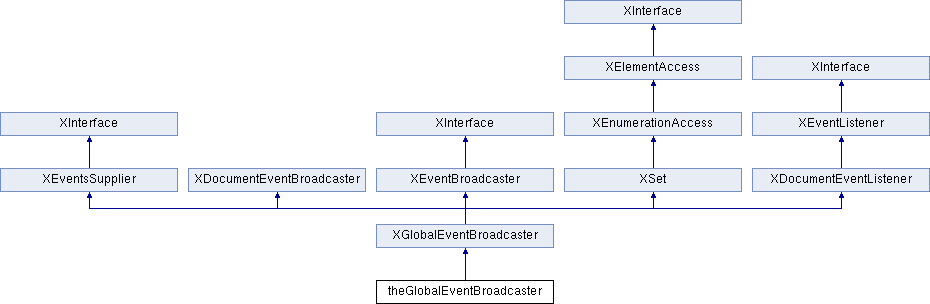 XInterface
XElementAccess
XInterface
XInterface
XInterface
XEnumerationAccess
XEventListener
XEventsSupplier
XDocumentEventBroadcaster
XEventBroadcaster
XSet
XDocumentEventListener
XGlobalEventBroadcaster
theGlobalEventBroadcaster